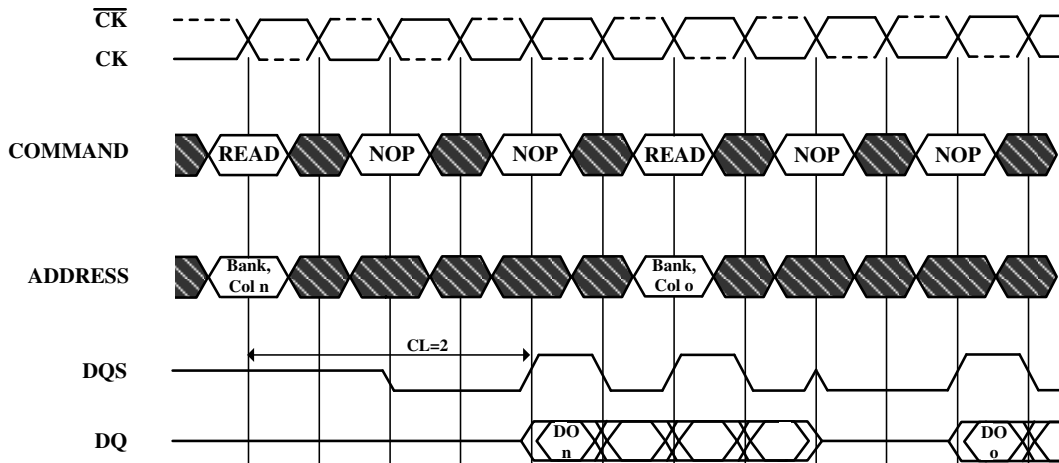 CK
CK
COMMAND READ NOP NOP READ NOP NOP
ADDRESS Bank, Col n Bank, Col o
CL=2
DQS
DQ DO n DO o